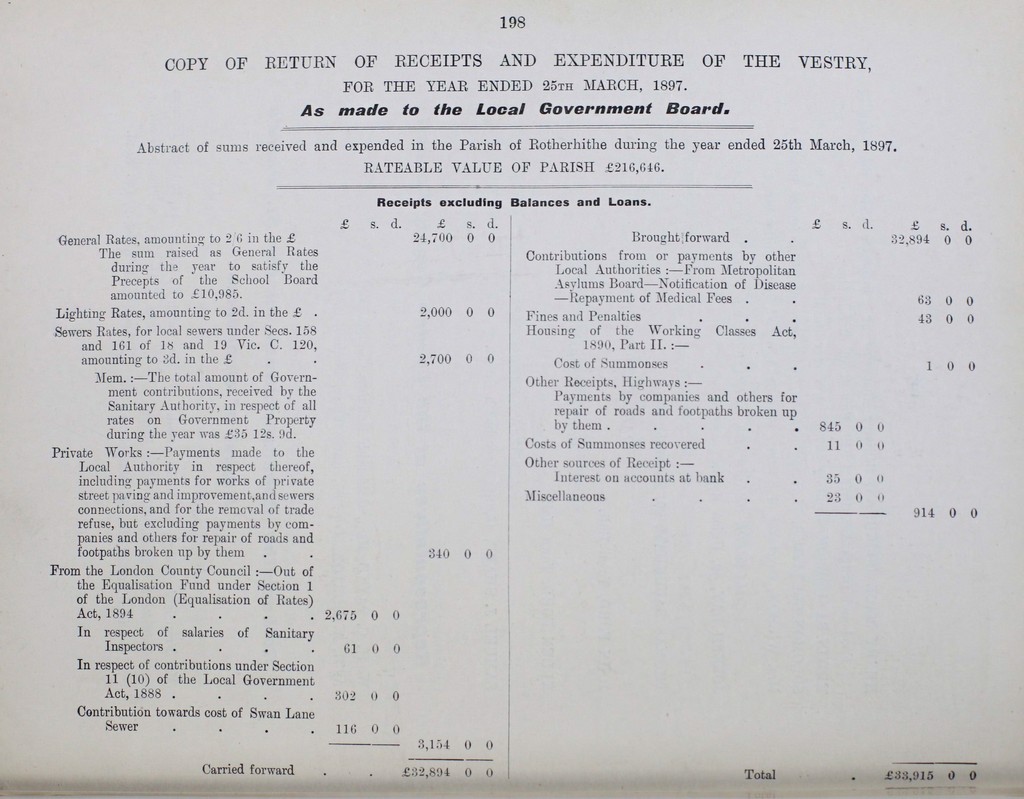 198
COPY OF RETURN OF RECEIPTS AND EXPENDITURE OF THE VESTRY,
FOR THE YEAR ENDED 25TH MARCH, 1897.
As made to the Local Government Board.
Abstract of sums received and expended in the Parish of Rotherhithe during the year ended 25th March, 1897.
RATEABLE VALUE OF PARISH £216,646.
Receipts excluding Balances and Loans.
£ s. d. £ s. d.
General Rates, amounting to 2/6 in the £ 24,700 0 0
The sum raised as General Rates
during the year to satisfy the
Precepts of the School Board
amounted to £10,985.
Lighting Rates, amounting to 2d. in the £ . 2,000 0 0
Sewers Rates, for local sewers under Secs. 158
and 161 of 18 and 19 Vic. C. 120,
amounting to 3d. in the £ . . 2,700 0 0
Mem. :—The total amount of Govern-
ment contributions, received by the
Sanitary Authority, in respect of all
rates on Government Property
during the year was £35 12s. 9d.
Private Works :—Payments made to the
Local Authority in respect thereof,
including payments for works of private
street paving and improvement, and sewers
connections, and for the removal of trade
refuse, but excluding payments by com-
panies and others for repair of roads and
footpaths broken up by them . . 340 0 0
From the London County Council :—Out of
the Equalisation Fund under Section 1
of the London (Equalisation of Rates)
Act, 1894 . . . . 2,675 0 0
In respect of salaries of Sanitary
Inspectors . . . . 61 0 0
In respect of contributions under Section
11 (10) of the Local Government
Act, 1888 . . . . 302 0 0
Contribution towards cost of Swan Lane
Sewer . . . . 116 0 0
3,154 0 0
Carried forward . . £32,894 0 0
£ s. d. £ s. d.
Brought forward . . 32,894 0 0
Contributions from or payments by other
Local Authorities :—From Metropolitan
Asylums Board—Notification of Disease
—Repayment of Medical Fees . . 63 0 0
Fines and Penalties . . . 43 0 0
Housing of the Working Classes Act,
1890, Part II. :—
Cost of Summonses . . . 1 0 0
Other Receipts, Highways :—
Payments by companies and others for
repair of roads and footpaths broken up
by them . . . . . 845 0 0
Costs of Summonses recovered . . 11 0 0
Other sources of Receipt :—
Interest on accounts at bank . . 35 0 0
Miscellaneous . . . . 23 0 0
914 0 0
Total . £33,915 0 0